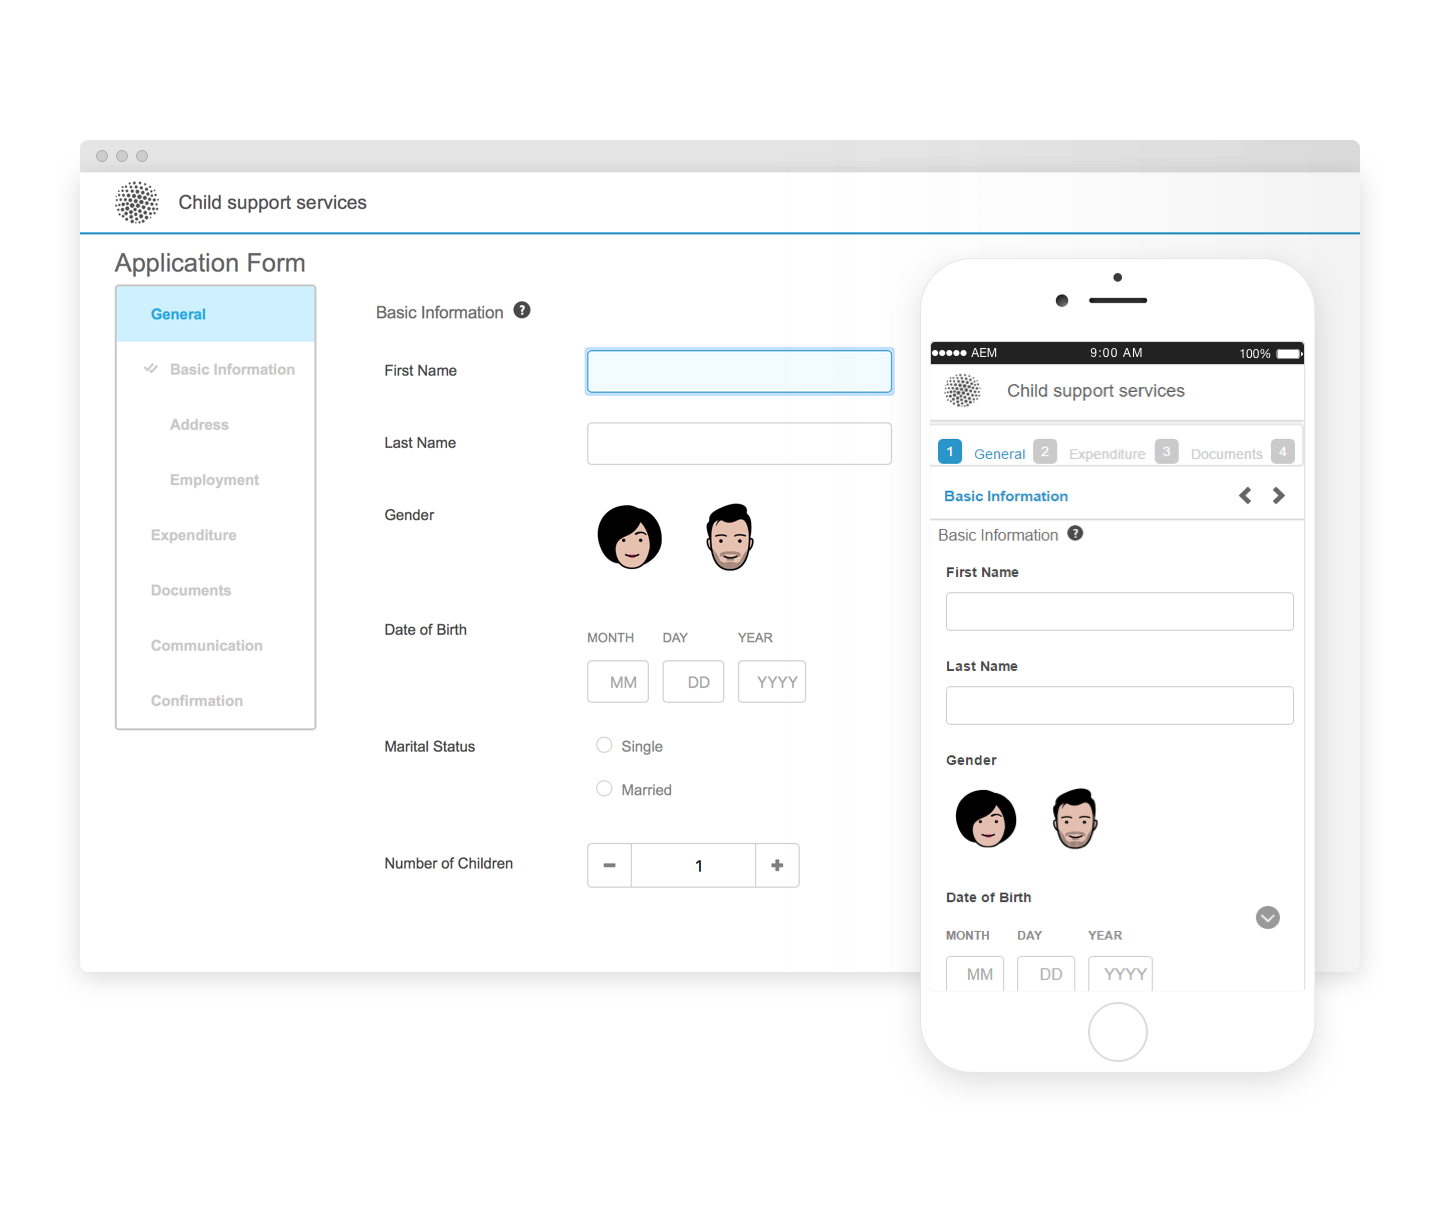 Child support services
Application Form
General
Basic Information
Address
Employment
Expenditure
Documents
Communication
Confirmation
Basic Information ?
First Name
Last Name
Gender
Date of Birth
MONTH DAY YEAR
MM DD YYYY
Marital Status
Single
Married
Number of Children
1
AEM 9:00 AM 100%
Child support services
1 General 2 Expenditure 3 Documents 4
Basic Information
Basic Information ?
First Name
Last Name
Gender
Date of Birth
MONTH DAY YEAR
MM DD YYYY